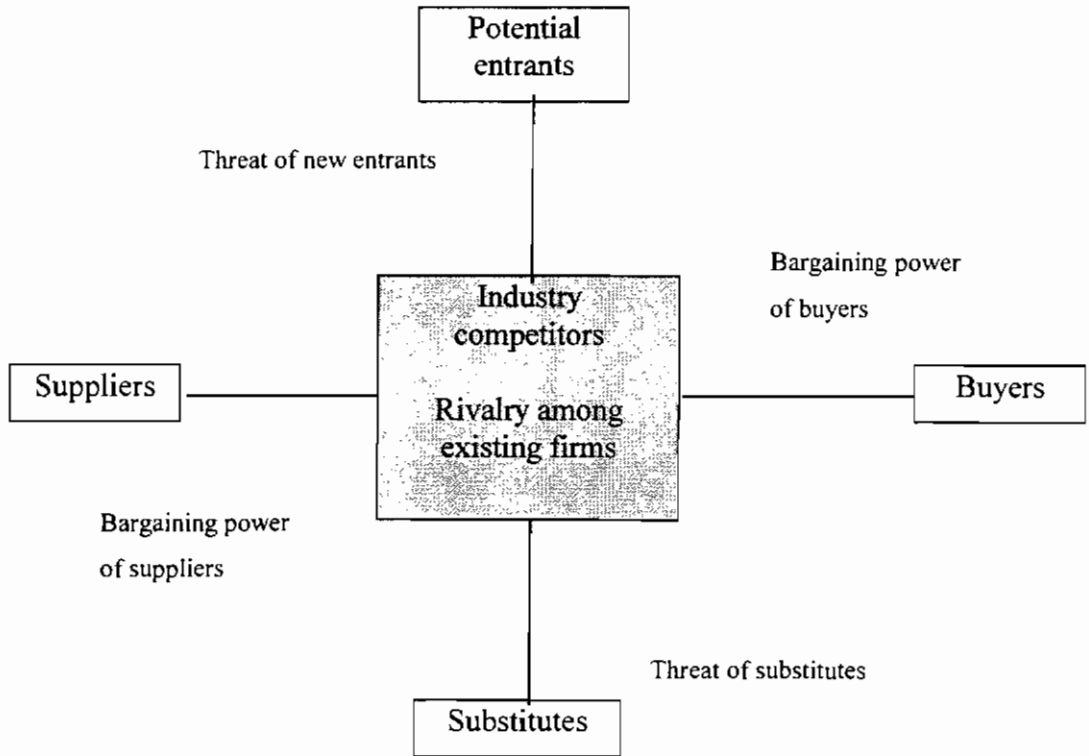 Potential
entrants
Threat of new entrants
Bargaining power
of buyers
Industry
competitors
Rivalry among
existing firms
Suppliers
Buyers
Bargaining power
of suppliers
Threat of substitutes
Substitutes